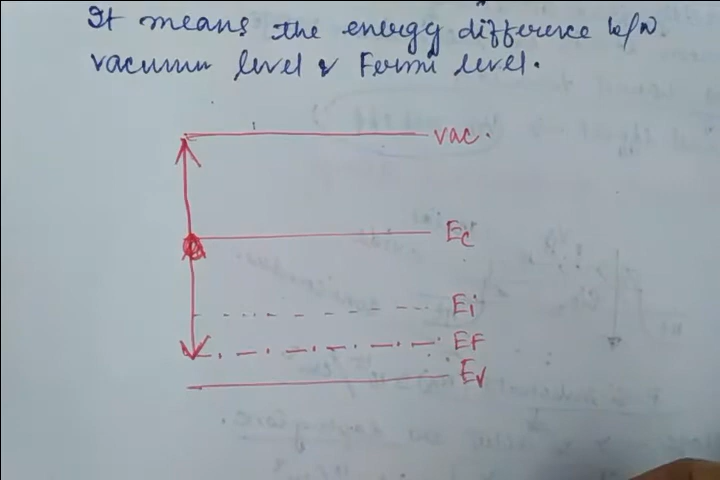 It means the energy difference b/w
vacuum level & Fermi level.
vac.
Ec
Ei
EF
Ev